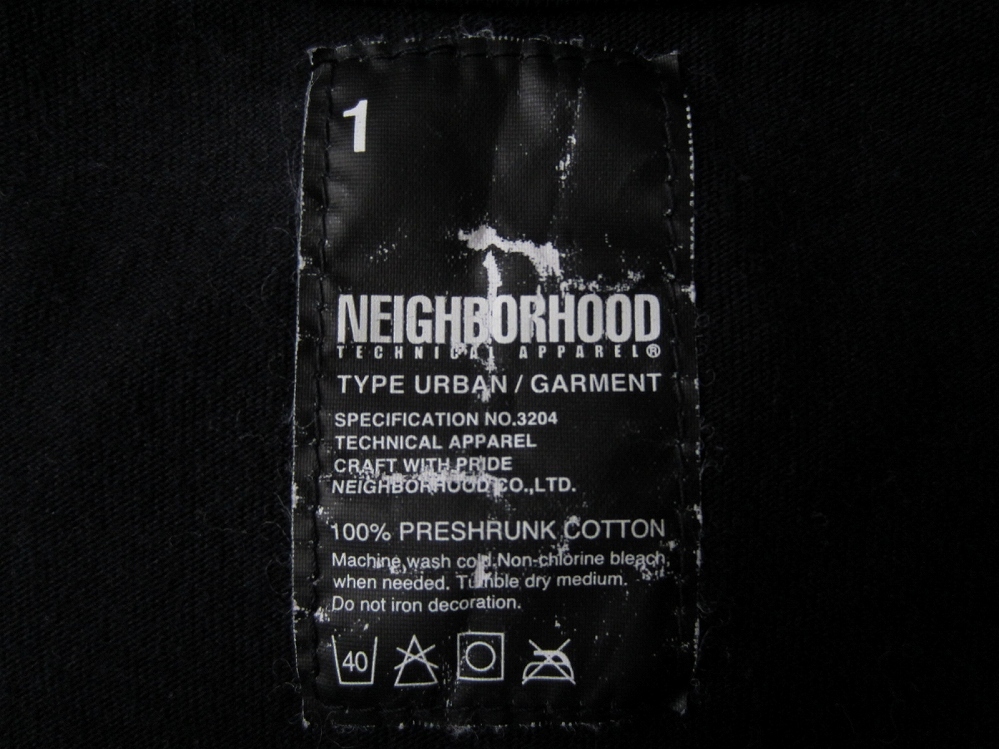 1
NEIGHBORHOOD
TECHNICAL APPAREL®
TYPE URBAN / GARMENT
SPECIFICATION NO.3204
TECHNICAL APPAREL
CRAFT WITH PRIDE
NEIGHBORHOOD CO.,LTD.
100% PRESHRUNK COTTON
Machine wash cold.Non-chlorine bleach,
when needed. Tumble dry medium.
Do not iron decoration.
40